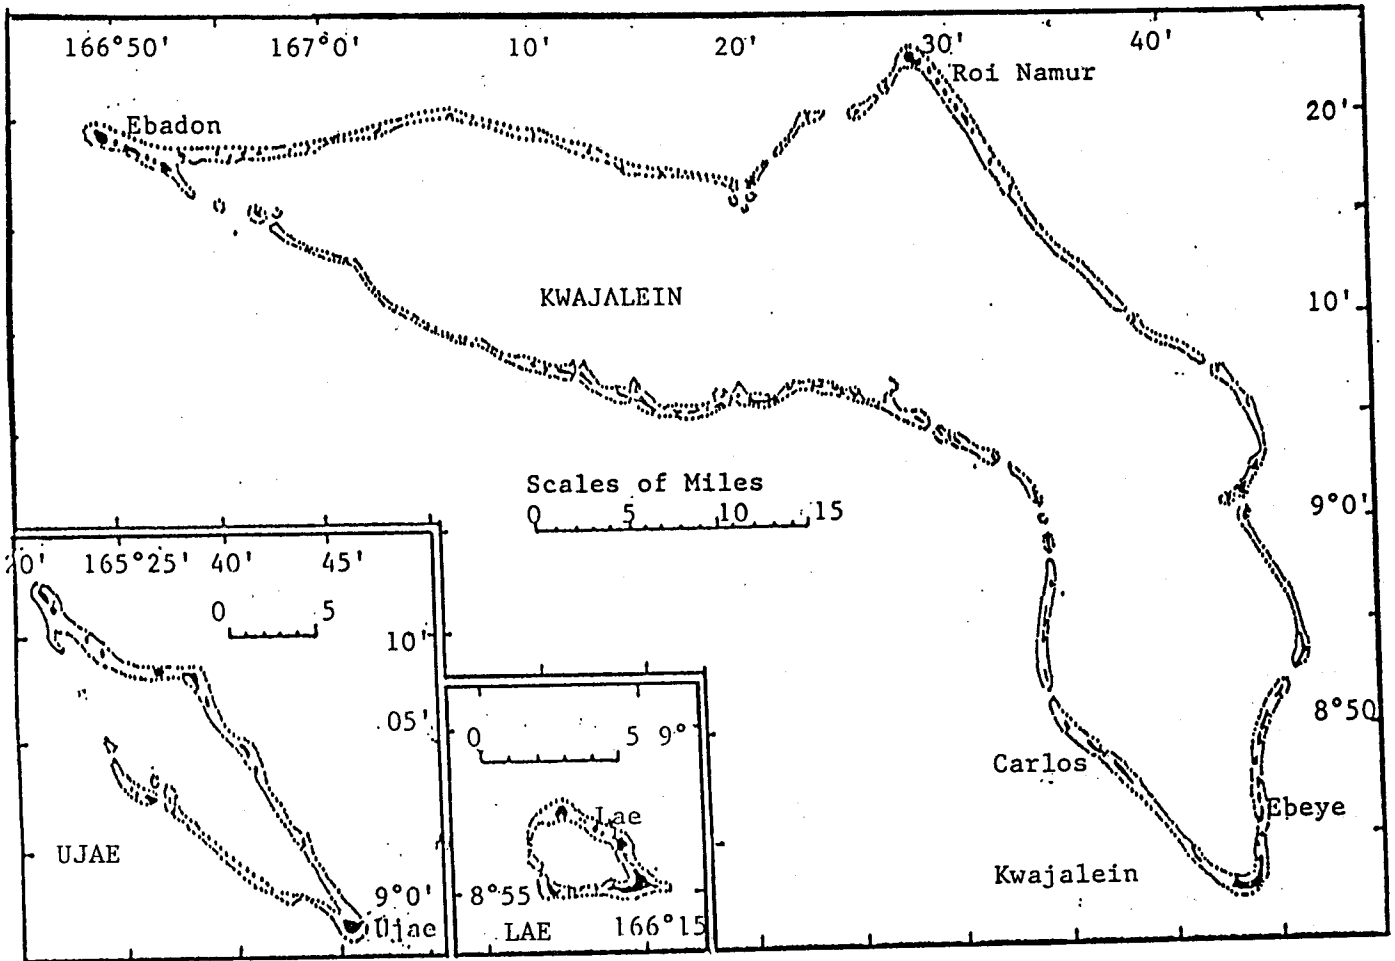 166°50' 167°0' 10' 20' 30' 40'
Roi Namur
20'
Ebadon
KWAJALEIN
10'
Scales of Miles
0 5 10 15
9°0'
20' 165°25' 40' 45'
0 5
10'
05'
UJAE
9°0'
Ujae
0 5 9°
Lae
8°55
LAE
166°15
8°50
Carlos
Ebeye
Kwajalein